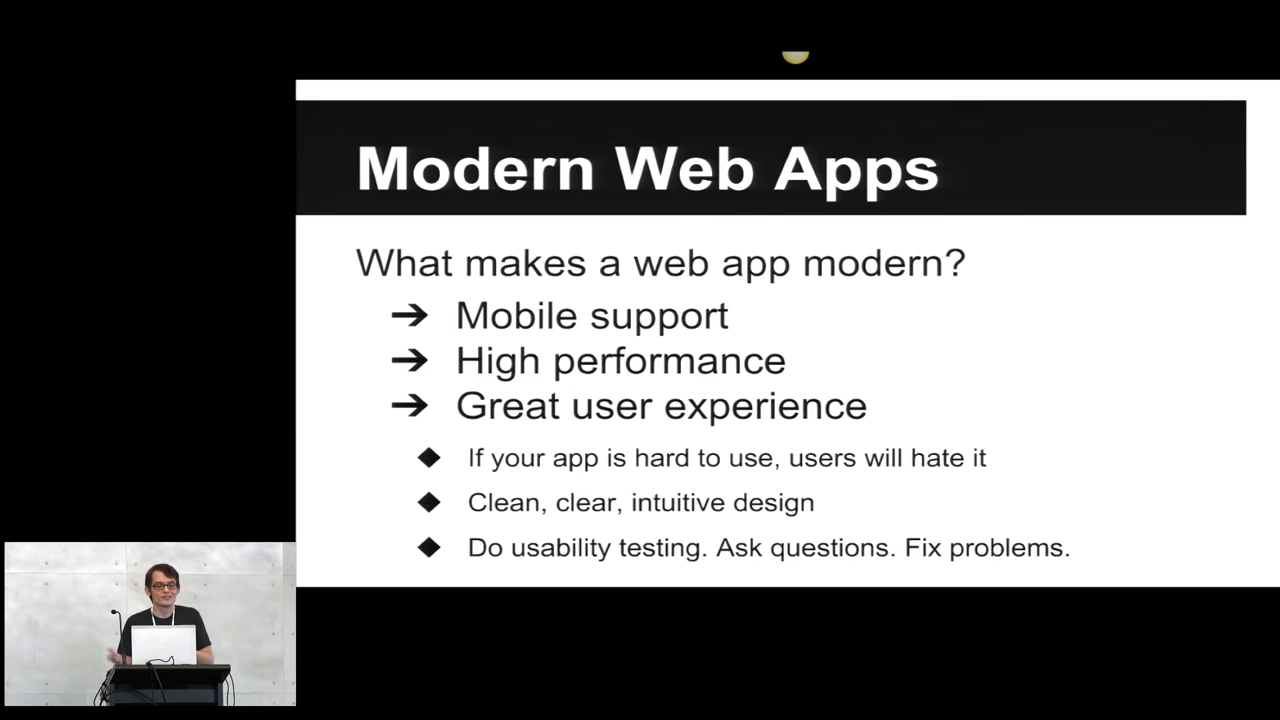 Modern Web Apps
What makes a web app modern?
➔ Mobile support
➔ High performance
➔ Great user experience
◆ If your app is hard to use, users will hate it
◆ Clean, clear, intuitive design
◆ Do usability testing. Ask questions. Fix problems.